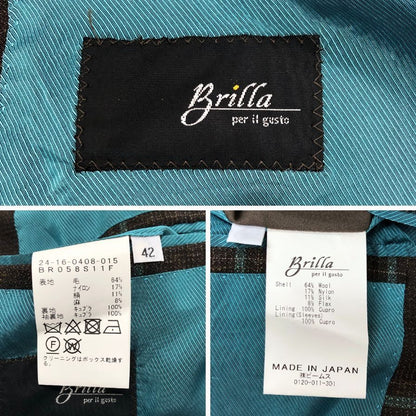 Brilla
per il gusto
24-16-0408-015
BR058S11F
42
表地 毛 64%
ナイロン 17%
絹 11%
麻 8%
裏地 キュプラ 100%
袖裏 キュプラ 100%
クリーニングはボックス乾燥する。
Brilla
per il gusto
Brilla
per il gusto
Shell 64% Wool
17% Nylon
11% Silk
8% Flax
Lining 100% Cupro
Lining(Sleeves)
100% Cupro
MADE IN JAPAN
㈱ビームス
0120-011-301